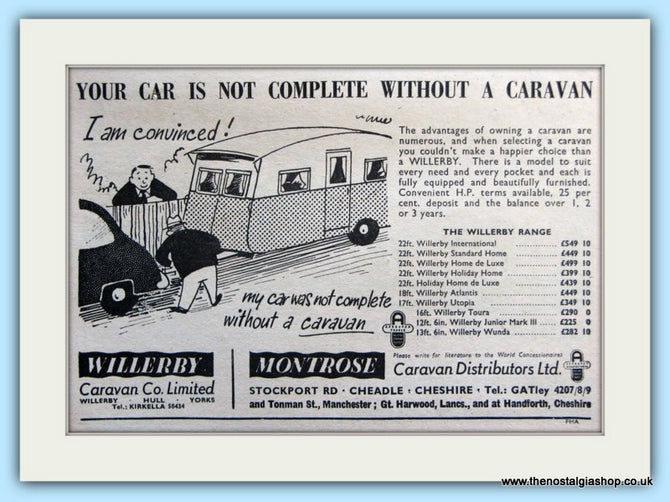 YOUR CAR IS NOT COMPLETE WITHOUT A CARAVAN
I am convinced!
The advantages of owning a caravan are
numerous, and when selecting a caravan
you couldn't make a happier choice than
a WILLERBY. There is a model to suit
every need and every pocket and each is
fully equipped and beautifully furnished.
Convenient H.P. terms available, 25 per
cent. deposit and the balance over 1, 2
or 3 years.
THE WILLERBY RANGE
22ft. Willerby International ............ £549 10
22ft. Willerby Standard Home ............ £449 10
22ft. Willerby Home de Luxe ............ £499 10
22ft. Willerby Holiday Home ............ £399 10
22ft. Holiday Home de Luxe ............ £439 10
18ft. Willerby Atlantis ............ £449 10
17ft. Willerby Utopia ............ £349 10
16ft. Willerby Toura ............ £290 0
12ft. 6in. Willerby Junior Mark III ...... £225 0
13ft. 6in. Willerby Wunda ............ £282 10
my car was not complete
without a caravan
Please write for literature to the World Concessionaires
WILLERBY
Caravan Co. Limited
WILLERBY · HULL · YORKS
Tel.: KIRKELLA 58434
MONTROSE Caravan Distributors Ltd.
STOCKPORT RD · CHEADLE · CHESHIRE · Tel.: GATley 4207/8/9
and Tonman St., Manchester; Gt. Harwood, Lancs., and at Handforth, Cheshire
FHA
www.thenostalgiashop.co.uk